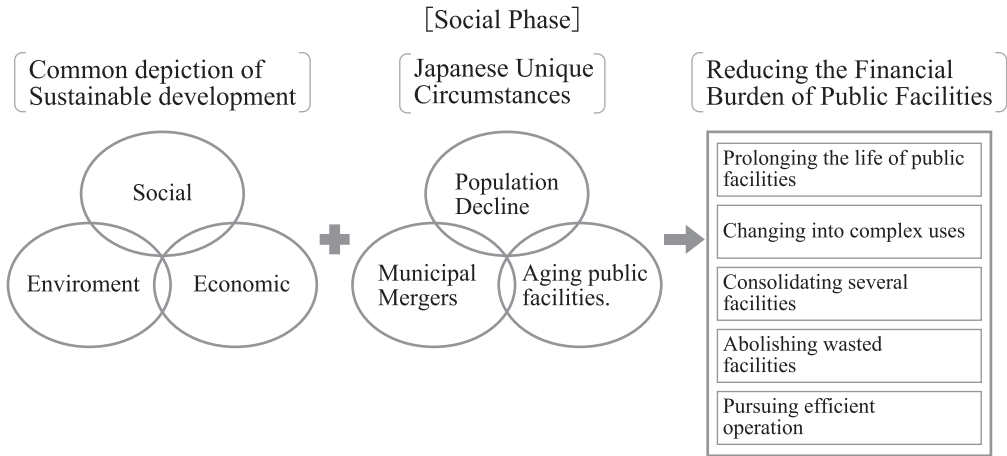 [Social Phase]
Common depiction of
Sustainable development
Japanese Unique
Circumstances
Reducing the Financial
Burden of Public Facilities
Social
Enviroment
Economic
Population
Decline
Municipal
Mergers
Aging public
facilities.
Prolonging the life of public
facilities
Changing into complex uses
Consolidating several
facilities
Abolishing wasted
facilities
Pursuing efficient
operation